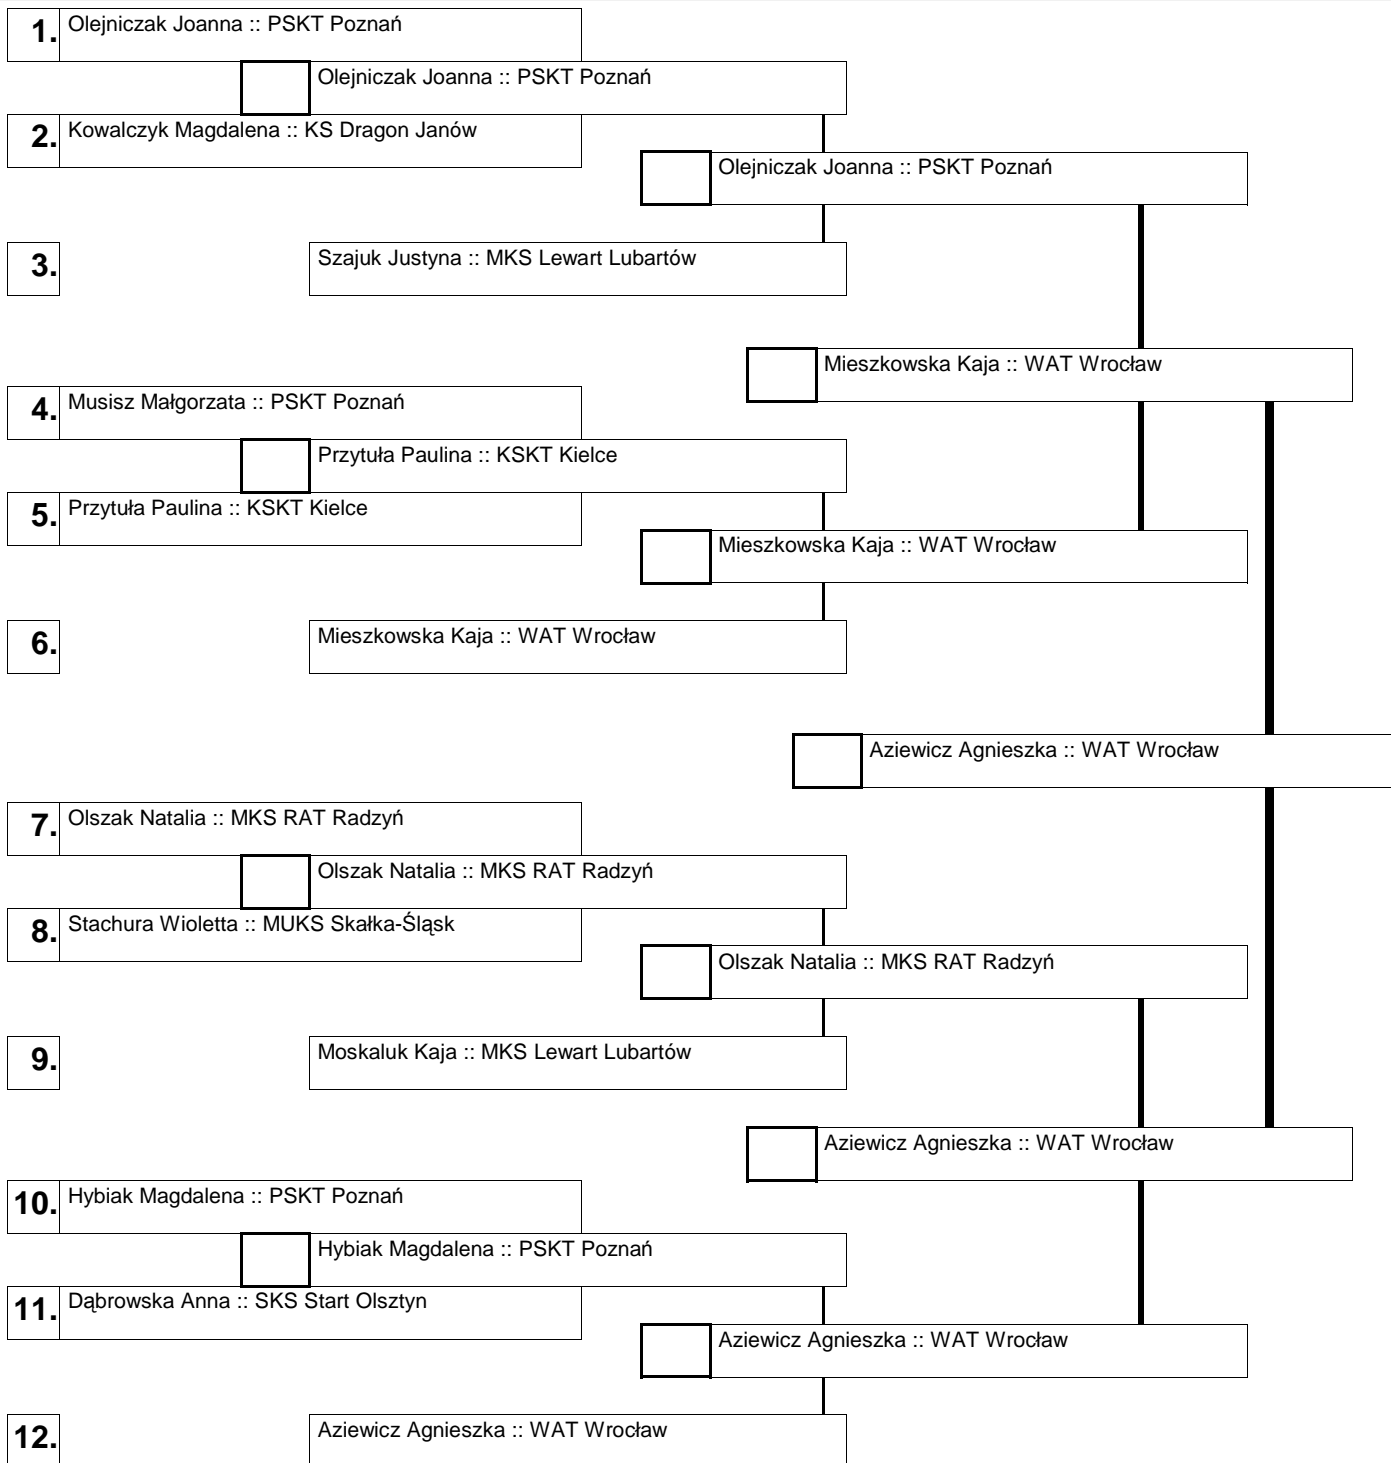 1. Olejniczak Joanna :: PSKT Poznań
Olejniczak Joanna :: PSKT Poznań
2. Kowalczyk Magdalena :: KS Dragon Janów
Olejniczak Joanna :: PSKT Poznań
3. Szajuk Justyna :: MKS Lewart Lubartów
Mieszkowska Kaja :: WAT Wrocław
4. Musisz Małgorzata :: PSKT Poznań
Przytuła Paulina :: KSKT Kielce
5. Przytuła Paulina :: KSKT Kielce
Mieszkowska Kaja :: WAT Wrocław
6. Mieszkowska Kaja :: WAT Wrocław
Aziewicz Agnieszka :: WAT Wrocław
7. Olszak Natalia :: MKS RAT Radzyń
Olszak Natalia :: MKS RAT Radzyń
8. Stachura Wioletta :: MUKS Skałka-Śląsk
Olszak Natalia :: MKS RAT Radzyń
9. Moskaluk Kaja :: MKS Lewart Lubartów
Aziewicz Agnieszka :: WAT Wrocław
10. Hybiak Magdalena :: PSKT Poznań
Hybiak Magdalena :: PSKT Poznań
11. Dąbrowska Anna :: SKS Start Olsztyn
Aziewicz Agnieszka :: WAT Wrocław
12. Aziewicz Agnieszka :: WAT Wrocław